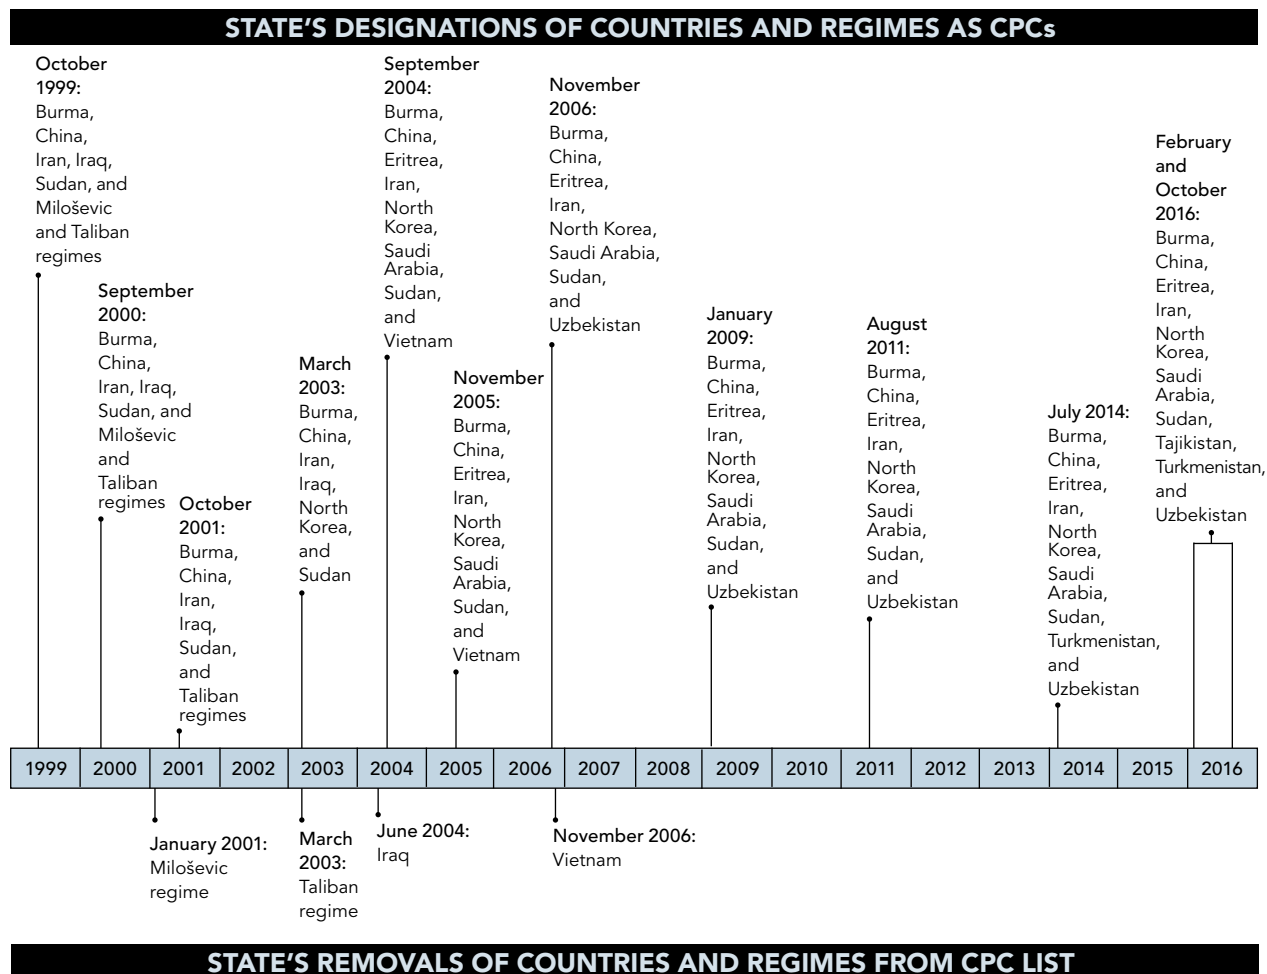 STATE'S DESIGNATIONS OF COUNTRIES AND REGIMES AS CPCs
October
1999:
Burma,
China,
Iran, Iraq,
Sudan, and
Miloševic
and Taliban
regimes
September
2000:
Burma,
China,
Iran, Iraq,
Sudan, and
Miloševic
and
Taliban
regimes
October
2001:
Burma,
China,
Iran,
Iraq,
Sudan,
and
Taliban
regimes
March
2003:
Burma,
China,
Iran,
Iraq,
North
Korea,
and
Sudan
September
2004:
Burma,
China,
Eritrea,
Iran,
North
Korea,
Saudi
Arabia,
Sudan,
and
Vietnam
November
2005:
Burma,
China,
Eritrea,
Iran,
North
Korea,
Saudi
Arabia,
Sudan,
and
Vietnam
November
2006:
Burma,
China,
Eritrea,
Iran,
North Korea,
Saudi Arabia,
Sudan,
and
Uzbekistan
January
2009:
Burma,
China,
Eritrea,
Iran,
North
Korea,
Saudi
Arabia,
Sudan,
and
Uzbekistan
August
2011:
Burma,
China,
Eritrea,
Iran,
North
Korea,
Saudi
Arabia,
Sudan,
and
Uzbekistan
July 2014:
Burma,
China,
Eritrea,
Iran,
North
Korea,
Saudi
Arabia,
Sudan,
Turkmenistan,
and
Uzbekistan
February
and
October
2016:
Burma,
China,
Eritrea,
Iran,
North
Korea,
Saudi
Arabia,
Sudan,
Tajikistan,
Turkmenistan,
and
Uzbekistan
1999 2000 2001 2002 2003 2004 2005 2006 2007 2008 2009 2010 2011 2012 2013 2014 2015 2016
January 2001:
Miloševic
regime
March
2003:
Taliban
regime
June 2004:
Iraq
November 2006:
Vietnam
STATE'S REMOVALS OF COUNTRIES AND REGIMES FROM CPC LIST